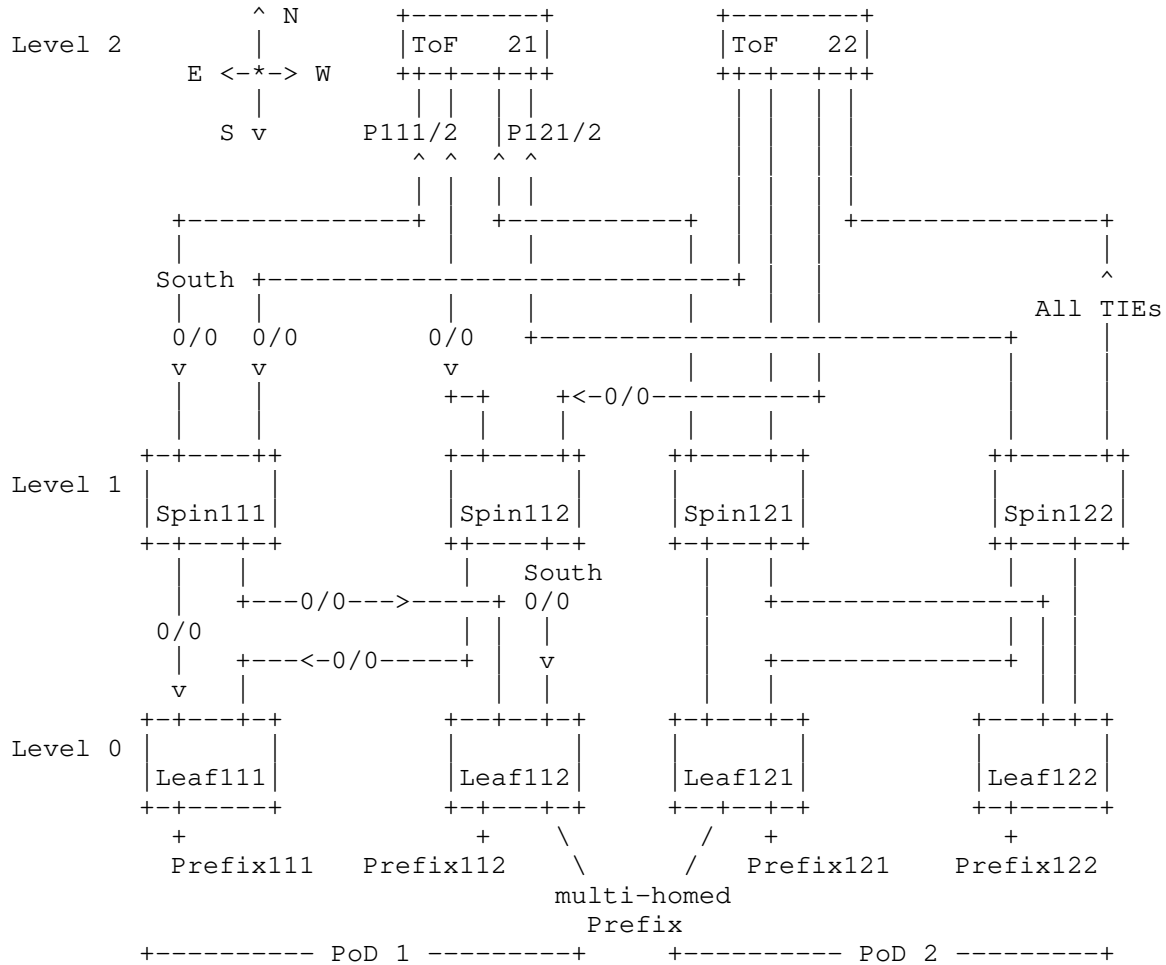 ^ N
Level 2 ToF 21 ToF 22
E <-*-> W
S v P111/2 P121/2
^ ^ ^ ^
South ^
All TIEs
0/0 0/0 0/0
v v v
<-0/0
Level 1
Spin111 Spin112 Spin121 Spin122
South
0/0---> 0/0
0/0
<-0/0 v
v
Level 0
Leaf111 Leaf112 Leaf121 Leaf122
Prefix111 Prefix112 Prefix121 Prefix122
multi-homed
Prefix
PoD 1 PoD 2